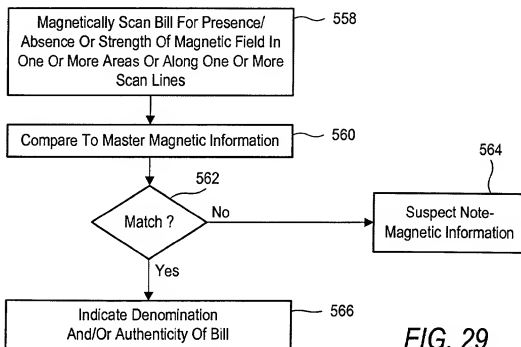 Magnetically Scan Bill For Presence/
Absence Or Strength Of Magnetic Field In
One Or More Areas Or Along One Or More
Scan Lines
558
Compare To Master Magnetic Information
560
562
Match ?
No
564
Suspect Note-
Magnetic Information
Yes
Indicate Denomination
And/Or Authenticity Of Bill
566
FIG. 29